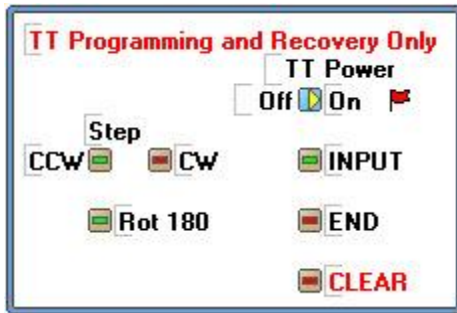 TT Programming and Recovery Only
TT Power
Off On
Step
CCW CW INPUT
Rot 180 END
CLEAR